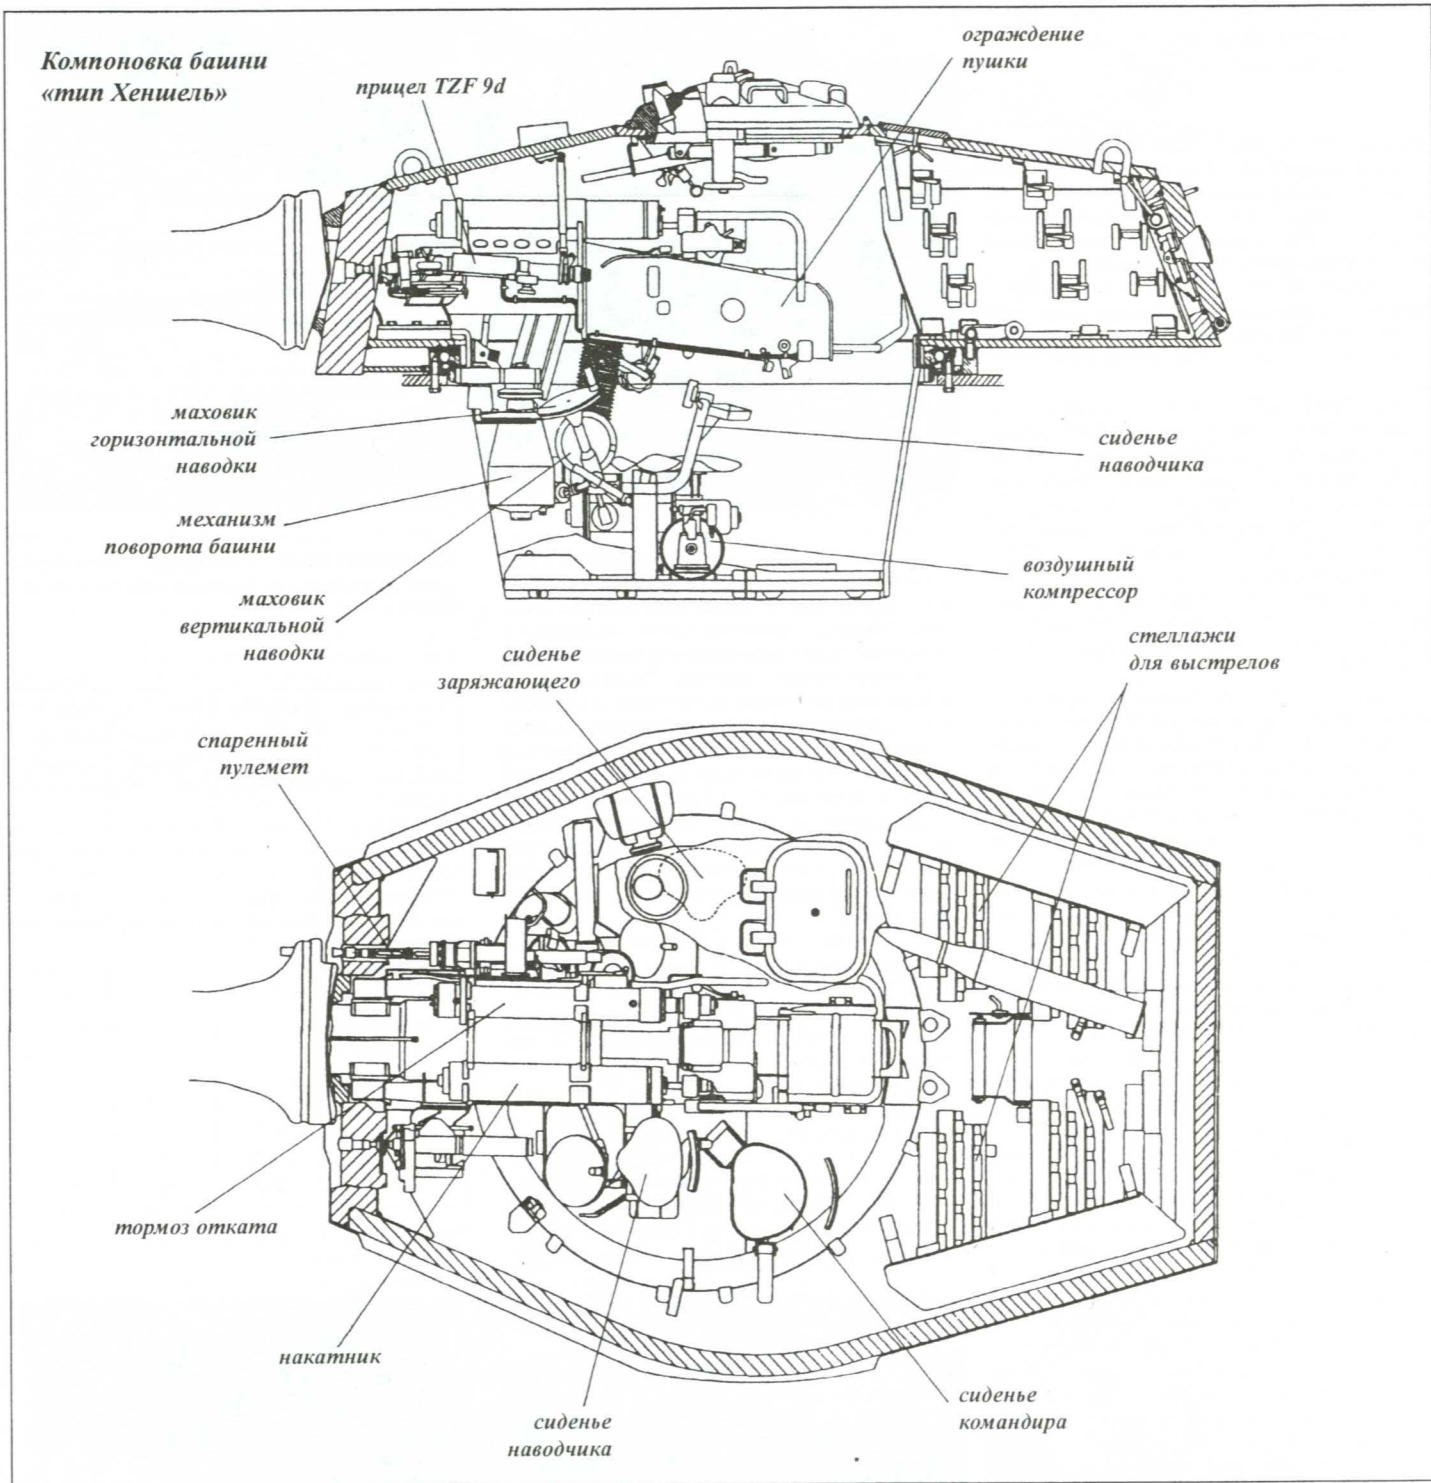 Компоновка башни
«тип Хеншель»
прицел TZF 9d
ограждение
пушки
маховик
горизонтальной
наводки
механизм
поворота башни
маховик
вертикальной
наводки
сиденье
наводчика
воздушный
компрессор
сиденье
заряжающего
стеллажи
для выстрелов
спаренный
пулемет
тормоз отката
накатник
сиденье
наводчика
сиденье
командира